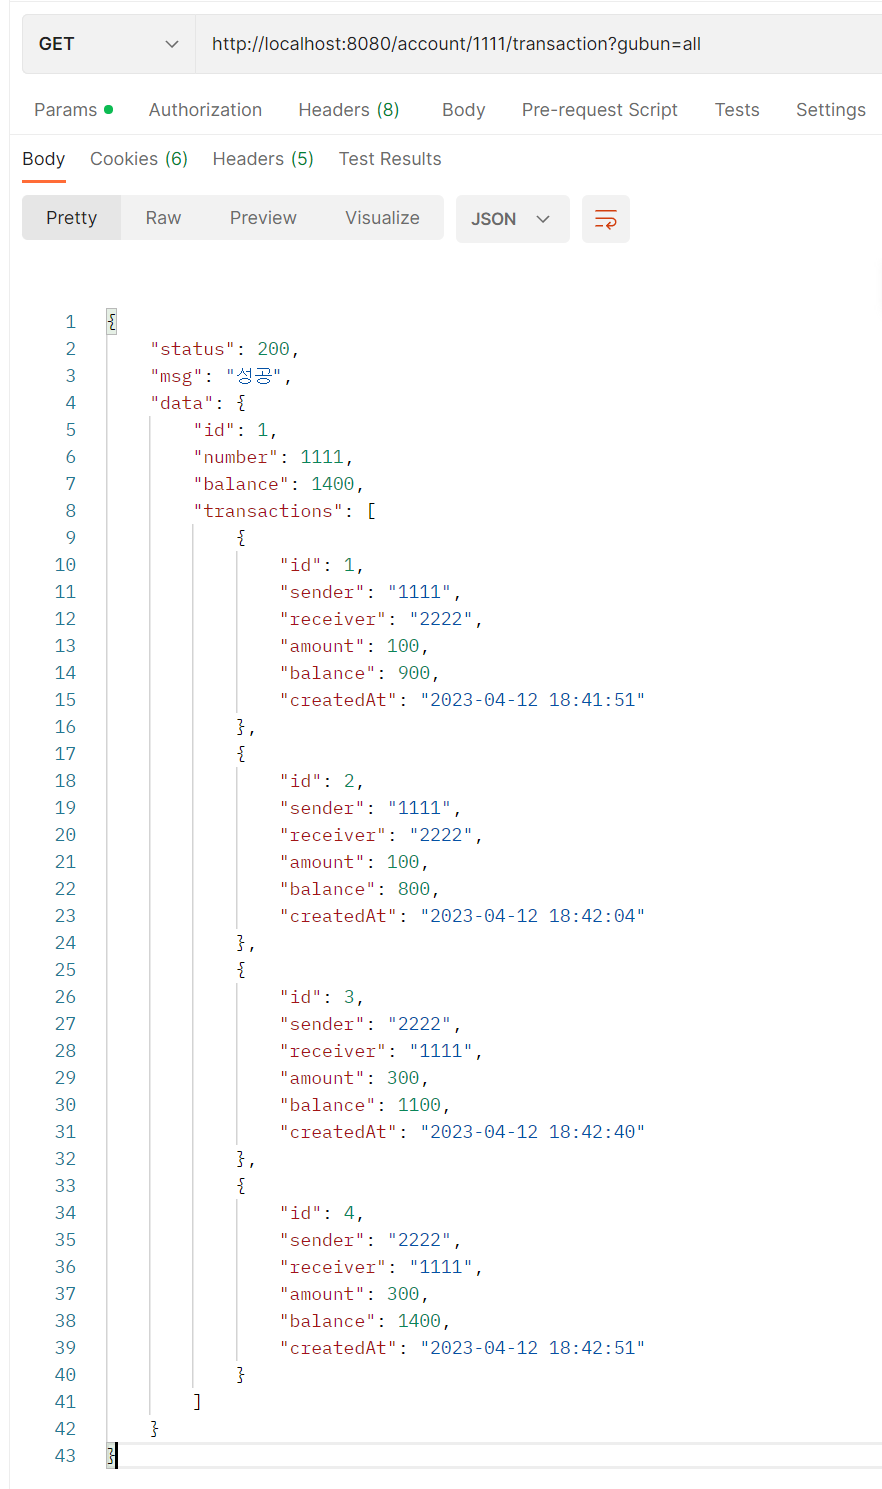 GET http://localhost:8080/account/1111/transaction?gubun=all
Params Authorization Headers (8) Body Pre-request Script Tests Settings
Body Cookies (6) Headers (5) Test Results
Pretty Raw Preview Visualize JSON
1 {
2 "status": 200,
3 "msg": "성공",
4 "data": {
5 "id": 1,
6 "number": 1111,
7 "balance": 1400,
8 "transactions": [
9 {
10 "id": 1,
11 "sender": "1111",
12 "receiver": "2222",
13 "amount": 100,
14 "balance": 900,
15 "createdAt": "2023-04-12 18:41:51"
16 },
17 {
18 "id": 2,
19 "sender": "1111",
20 "receiver": "2222",
21 "amount": 100,
22 "balance": 800,
23 "createdAt": "2023-04-12 18:42:04"
24 },
25 {
26 "id": 3,
27 "sender": "2222",
28 "receiver": "1111",
29 "amount": 300,
30 "balance": 1100,
31 "createdAt": "2023-04-12 18:42:40"
32 },
33 {
34 "id": 4,
35 "sender": "2222",
36 "receiver": "1111",
37 "amount": 300,
38 "balance": 1400,
39 "createdAt": "2023-04-12 18:42:51"
40 }
41 ]
42 }
43 }